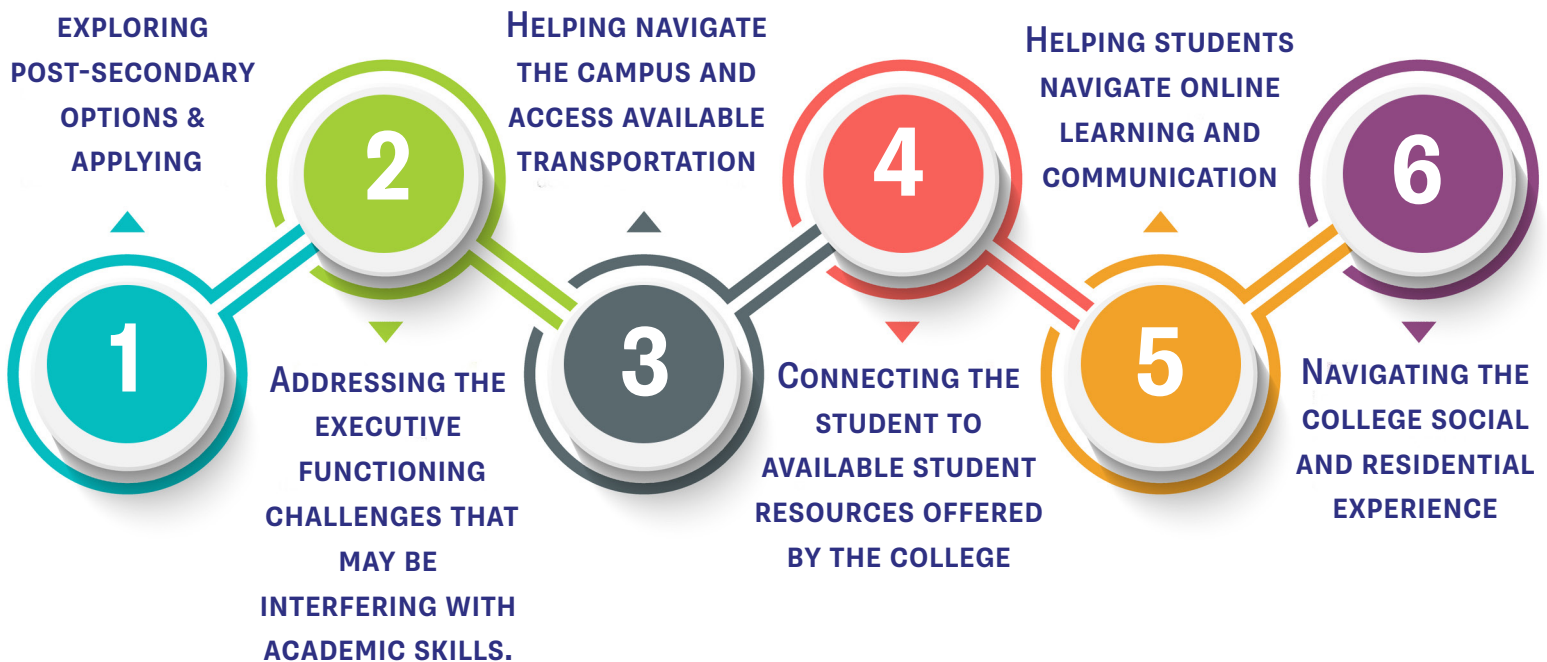 EXPLORING
POST-SECONDARY
OPTIONS &
APPLYING
1
2
ADDRESSING THE
EXECUTIVE
FUNCTIONING
CHALLENGES THAT
MAY BE
INTERFERING WITH
ACADEMIC SKILLS.
HELPING NAVIGATE
THE CAMPUS AND
ACCESS AVAILABLE
TRANSPORTATION
3
4
CONNECTING THE
STUDENT TO
AVAILABLE STUDENT
RESOURCES OFFERED
BY THE COLLEGE
HELPING STUDENTS
NAVIGATE ONLINE
LEARNING AND
COMMUNICATION
5
6
NAVIGATING THE
COLLEGE SOCIAL
AND RESIDENTIAL
EXPERIENCE